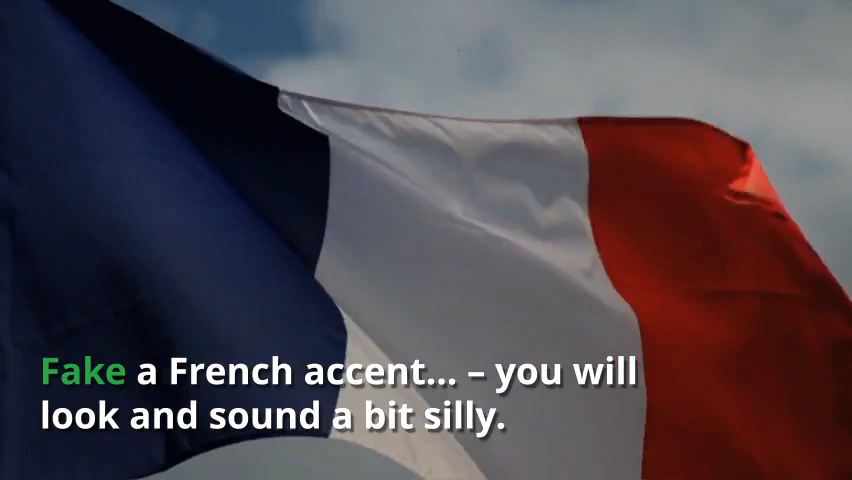 Fake a French accent... – you will
look and sound a bit silly.